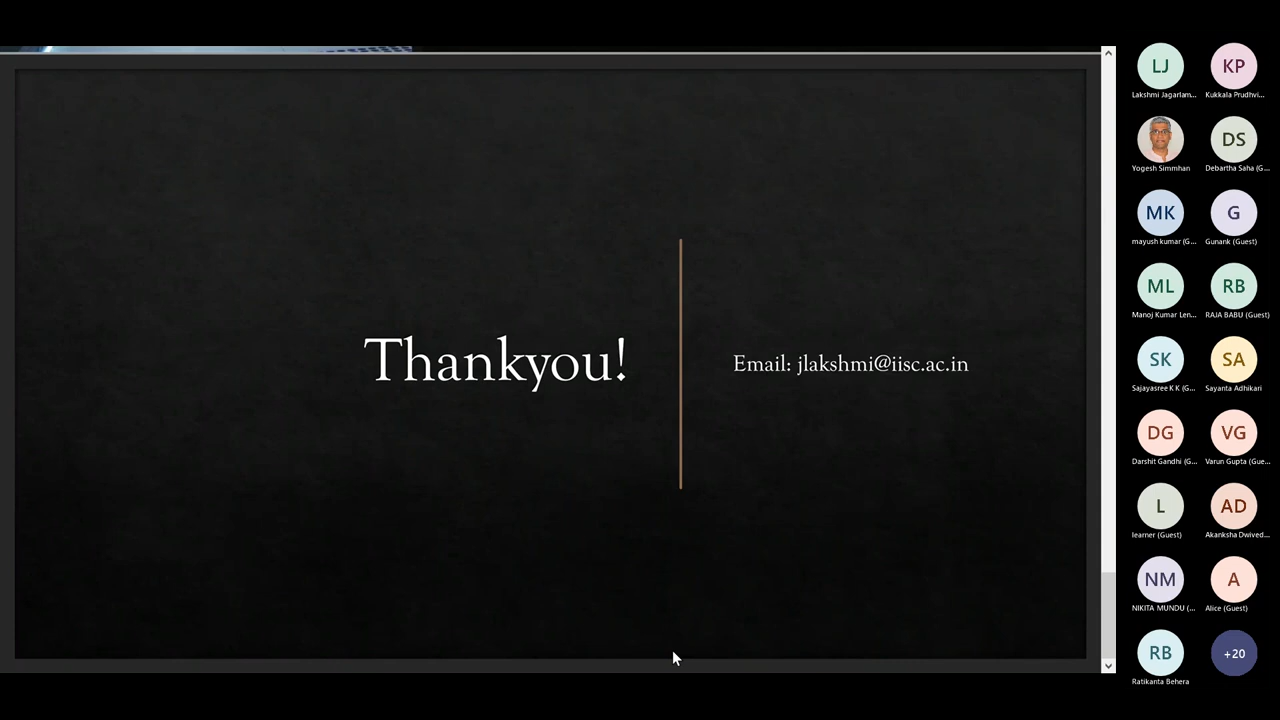 Thankyou!
Email: jlakshmi@iisc.ac.in
LJ
KP
Lakshmi Jagarlam...
Kukkala Prudhvi...
DS
Yogesh Simmhan
Debartha Saha (G...
MK
G
mayush kumar (G...
Gunank (Guest)
ML
RB
Manoj Kumar Len...
RAJA BABU (Guest)
SK
SA
Sajayasree K K (G...
Sayanta Adhikari
DG
VG
Darshit Gandhi (G...
Varun Gupta (Gue...
L
AD
learner (Guest)
Akanksha Dwived...
NM
A
NIKITA MUNDU (...
Alice (Guest)
RB
+20
Ratikanta Behera